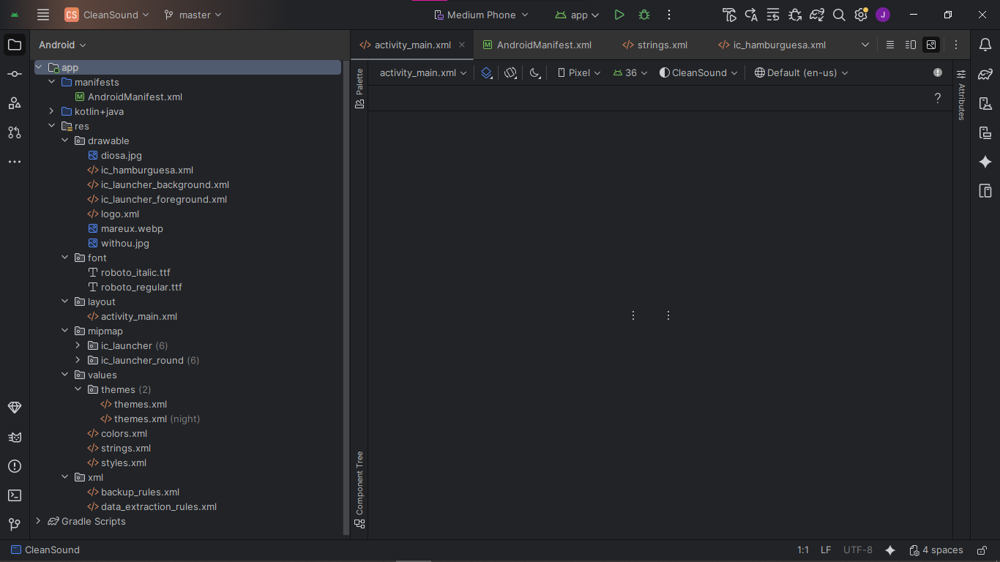 CS CleanSound master Medium Phone app J
Android
activity_main.xml AndroidManifest.xml strings.xml ic_hamburguesa.xml
app
manifests
M AndroidManifest.xml
kotlin+java
res
drawable
diosa.jpg
ic_hamburguesa.xml
ic_launcher_background.xml
ic_launcher_foreground.xml
logo.xml
mareux.webp
withou.jpg
font
roboto_italic.ttf
roboto_regular.ttf
layout
activity_main.xml
mipmap
ic_launcher (6)
ic_launcher_round (6)
values
themes (2)
themes.xml
themes.xml (night)
colors.xml
strings.xml
styles.xml
xml
backup_rules.xml
data_extraction_rules.xml
Gradle Scripts
Palette
Component Tree
activity_main.xml Pixel 36 CleanSound Default (en-us)
?
Attributes
CleanSound 1:1 LF UTF-8 4 spaces